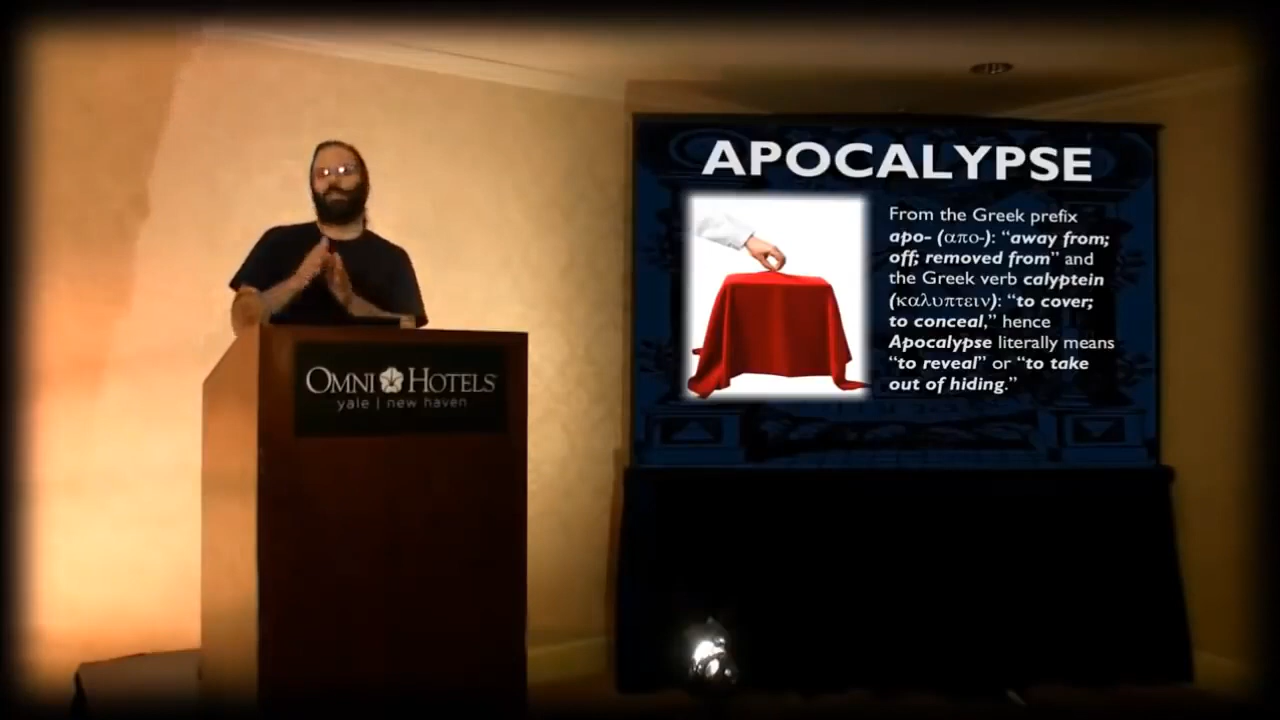 OMNI HOTELS
yale | new haven
APOCALYPSE
From the Greek prefix
apo- (απο-): “away from;
off; removed from” and
the Greek verb calyptein
(καλυπτειν): “to cover;
to conceal,” hence
Apocalypse literally means
“to reveal” or “to take
out of hiding.”